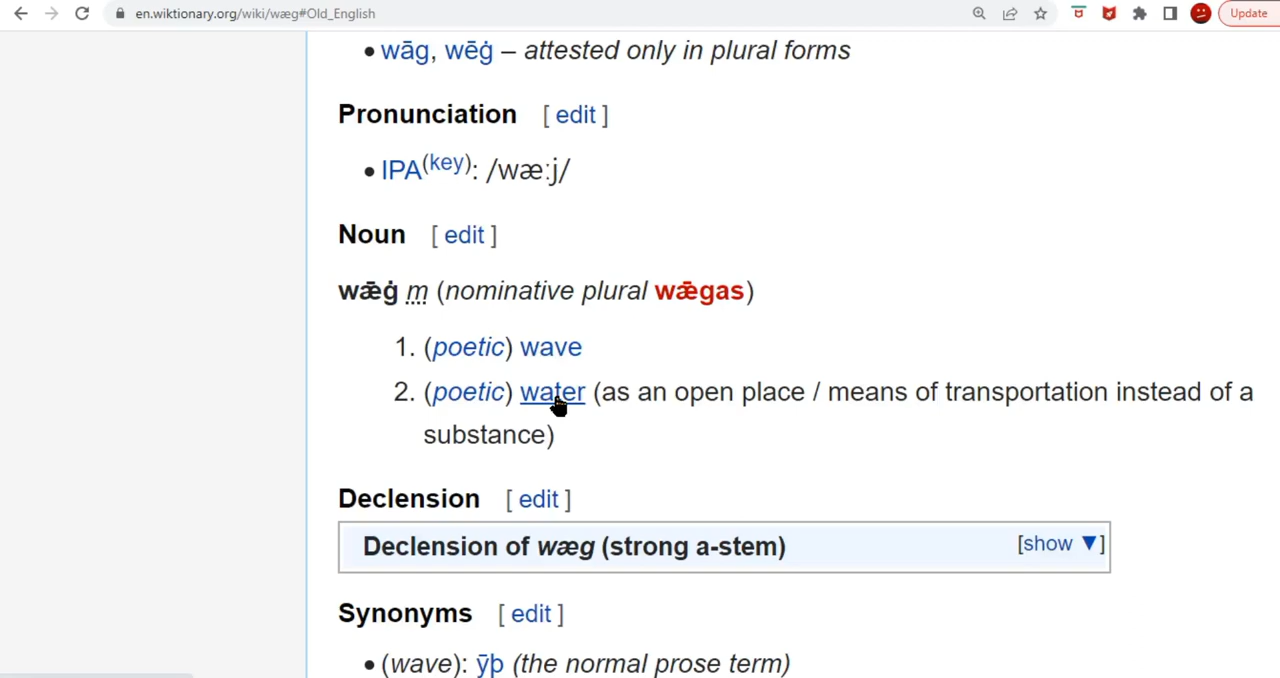 en.wiktionary.org/wiki/wæg#Old_English
Update
• wāg, wēġ – attested only in plural forms
Pronunciation [ edit ]
• IPA(key): /wæːj/
Noun [ edit ]
wǣġ m (nominative plural wǣgas)
1. (poetic) wave
2. (poetic) water (as an open place / means of transportation instead of a
substance)
Declension [ edit ]
Declension of wæg (strong a-stem) [show ▼]
Synonyms [ edit ]
• (wave): ȳþ (the normal prose term)